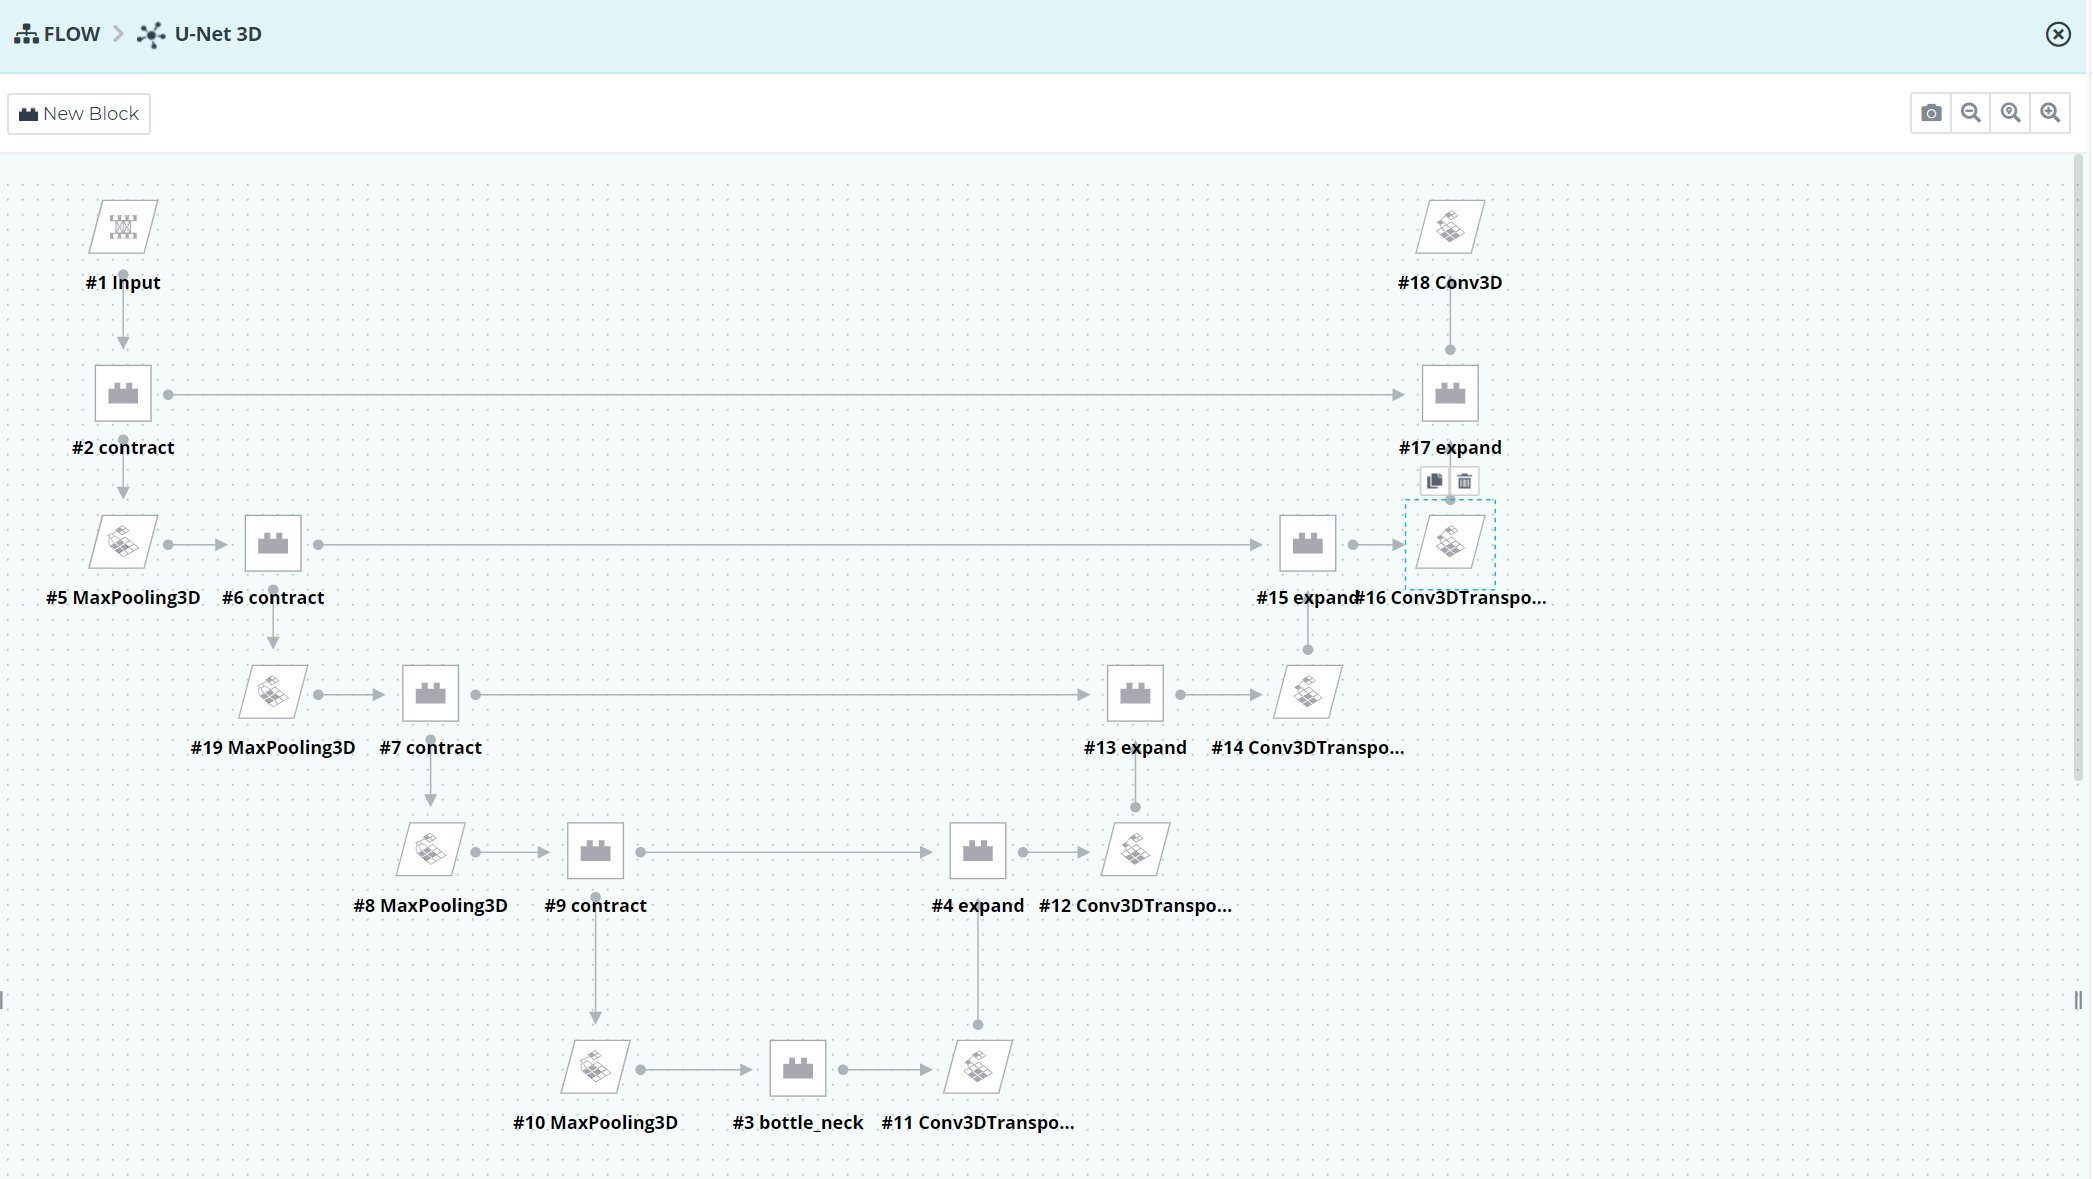 FLOW
U-Net 3D
New Block
#1 Input
#18 Conv3D
#2 contract
#17 expand
#5 MaxPooling3D
#6 contract
#15 expand
#16 Conv3DTranspo...
#19 MaxPooling3D
#7 contract
#13 expand
#14 Conv3DTranspo...
#8 MaxPooling3D
#9 contract
#4 expand
#12 Conv3DTranspo...
#10 MaxPooling3D
#3 bottle_neck
#11 Conv3DTranspo...